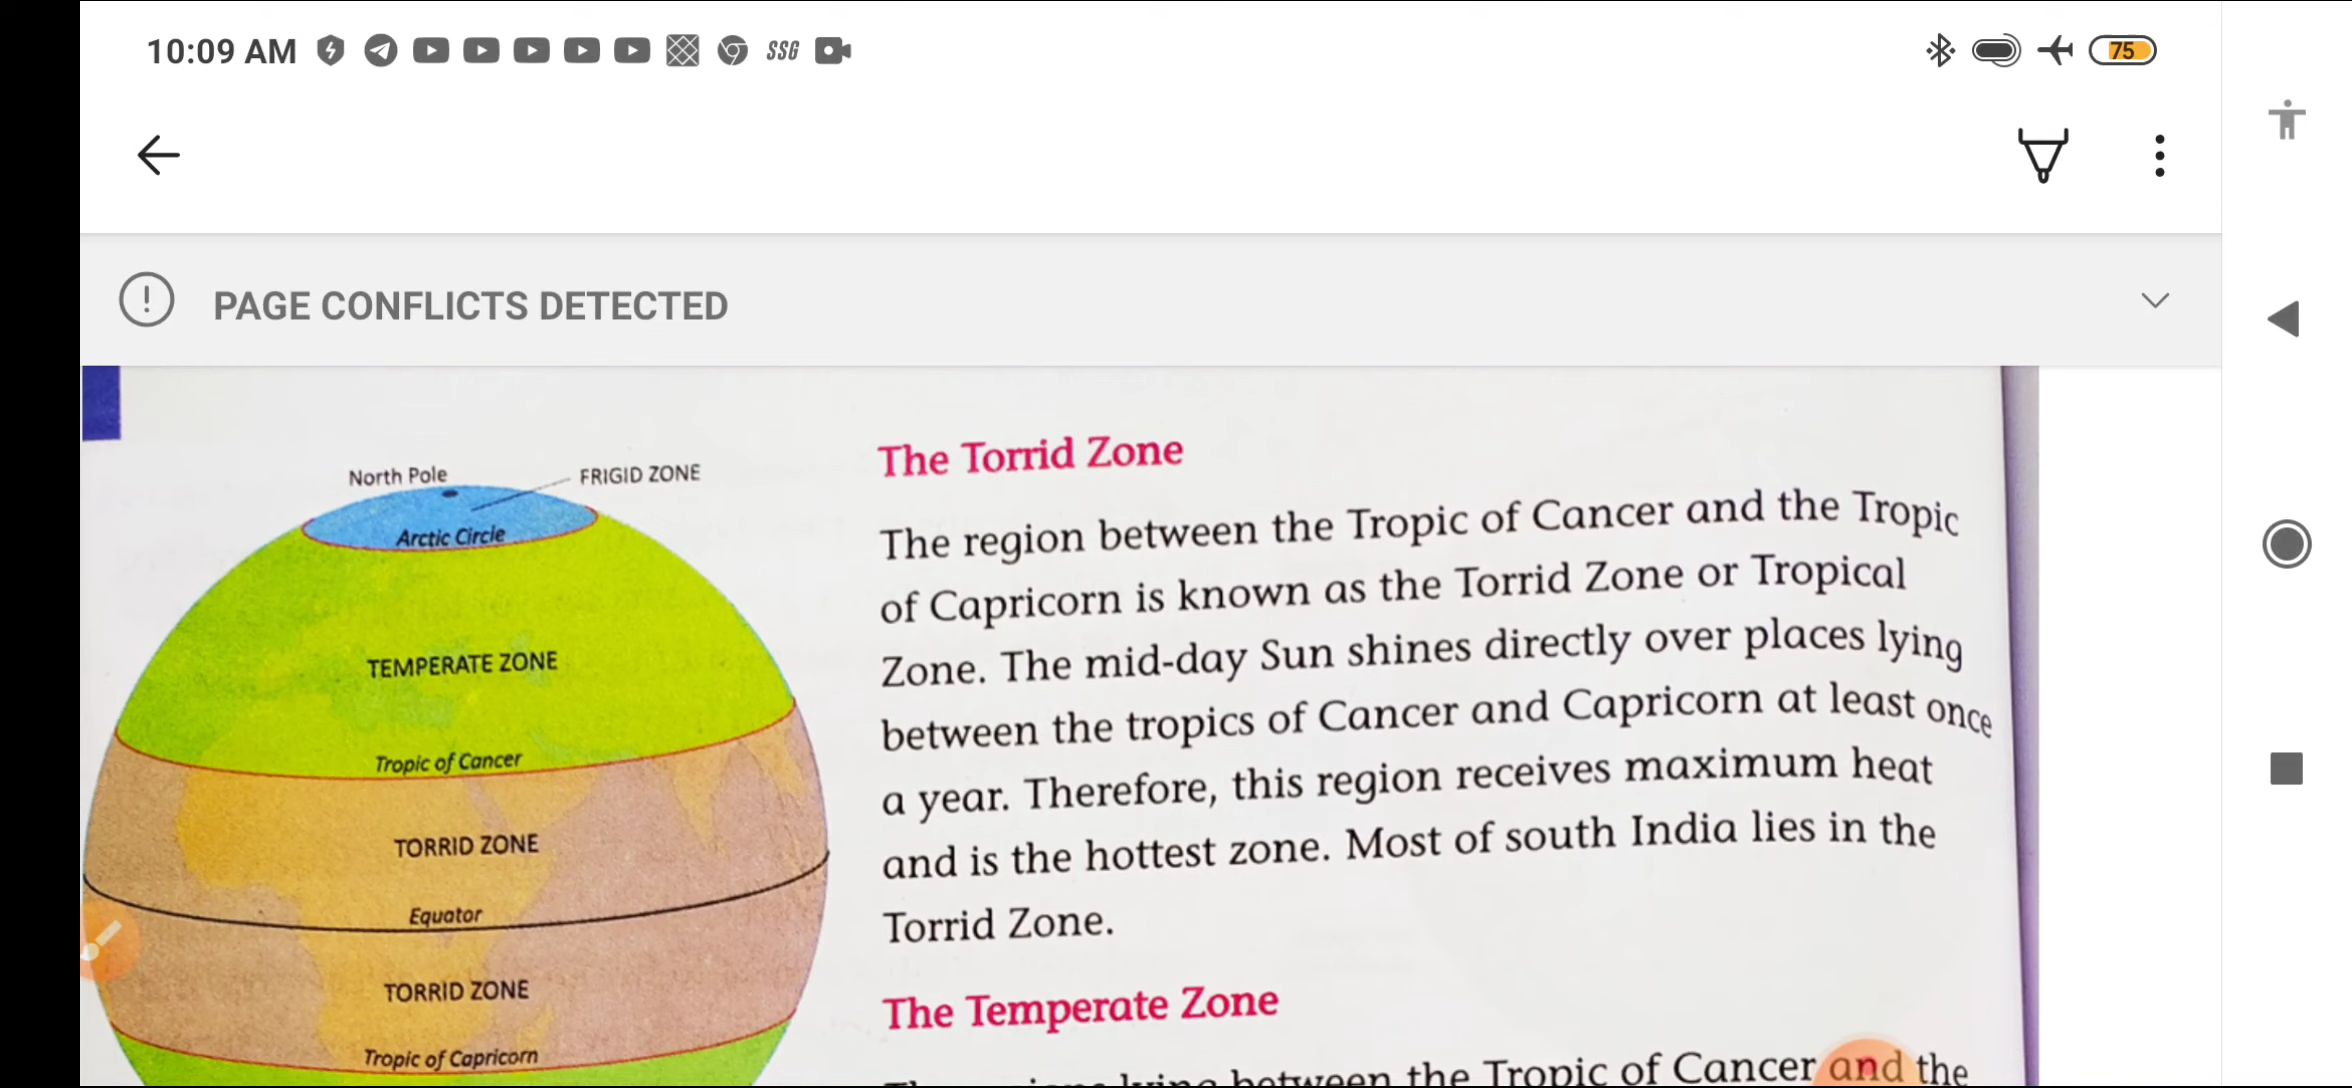 10:09 AM
SSG
75
PAGE CONFLICTS DETECTED
North Pole
FRIGID ZONE
Arctic Circle
TEMPERATE ZONE
Tropic of Cancer
TORRID ZONE
Equator
TORRID ZONE
Tropic of Capricorn
The Torrid Zone
The region between the Tropic of Cancer and the Tropic
of Capricorn is known as the Torrid Zone or Tropical
Zone. The mid-day Sun shines directly over places lying
between the tropics of Cancer and Capricorn at least once
a year. Therefore, this region receives maximum heat
and is the hottest zone. Most of south India lies in the
Torrid Zone.
The Temperate Zone
lying between the Tropic of Cancer and the